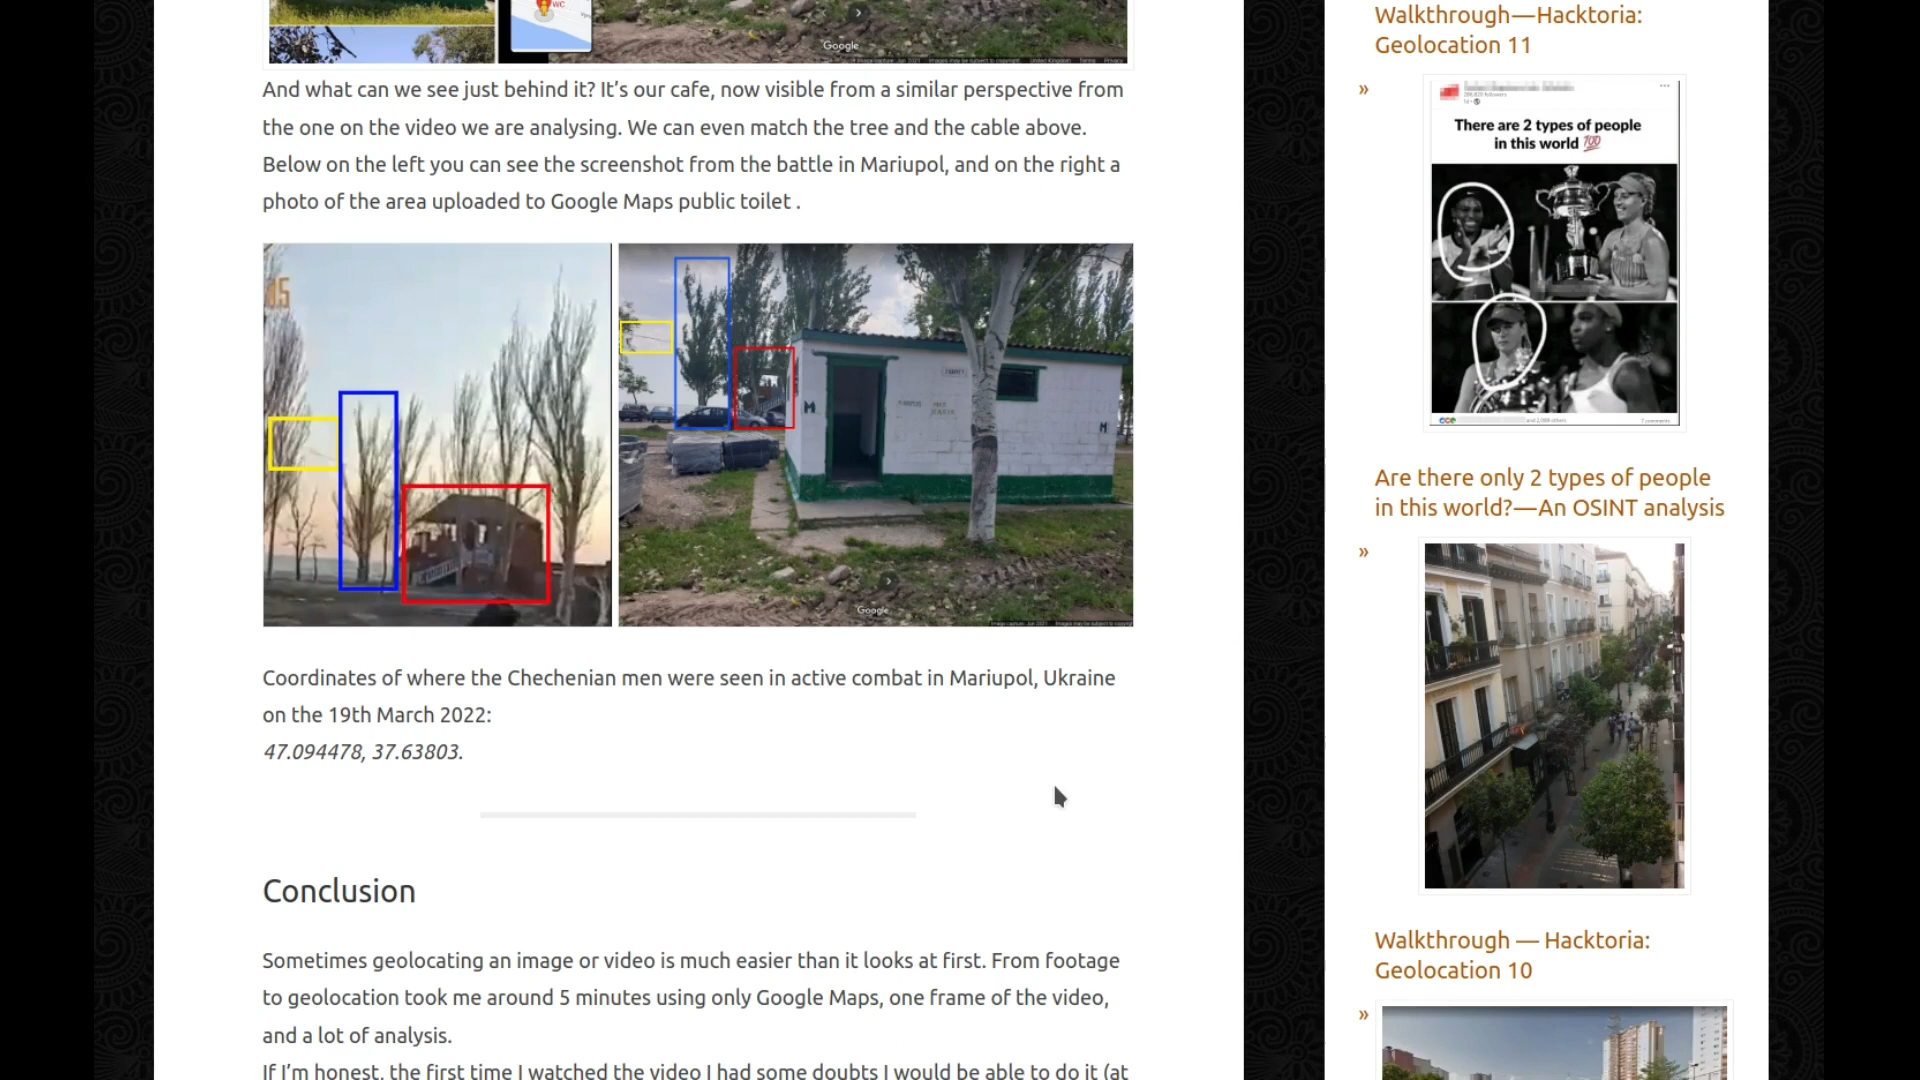 WC
Google
And what can we see just behind it? It’s our cafe, now visible from a similar perspective from
the one on the video we are analysing. We can even match the tree and the cable above.
Below on the left you can see the screenshot from the battle in Mariupol, and on the right a
photo of the area uploaded to Google Maps public toilet .
M
M
Google
Coordinates of where the Chechenian men were seen in active combat in Mariupol, Ukraine
on the 19th March 2022:
47.094478, 37.63803.
Conclusion
Sometimes geolocating an image or video is much easier than it looks at first. From footage
to geolocation took me around 5 minutes using only Google Maps, one frame of the video,
and a lot of analysis.
If I’m honest, the first time I watched the video I had some doubts I would be able to do it (at
Walkthrough—Hacktoria:
Geolocation 11
»
There are 2 types of people
in this world 💯
7 comments
Are there only 2 types of people
in this world?—An OSINT analysis
»
Walkthrough — Hacktoria:
Geolocation 10
»